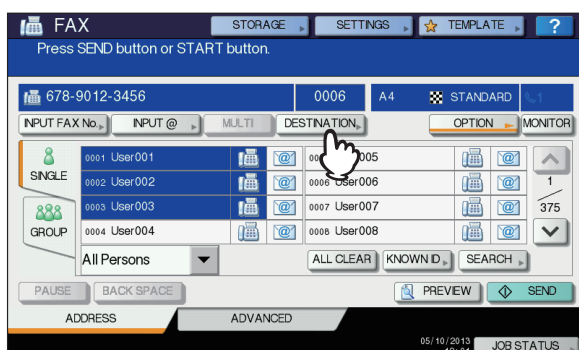 FAX STORAGE SETTINGS TEMPLATE ?
Press SEND button or START button.
678-9012-3456 0006 A4 STANDARD 1
INPUT FAX No. INPUT @ MULTI DESTINATION OPTION MONITOR
SINGLE
0001 User001
0002 User002
0003 User003
0004 User004
0006 User006
0007 User007
0008 User008
1
375
GROUP
All Persons ALL CLEAR KNOWN ID SEARCH
PAUSE BACK SPACE PREVIEW SEND
ADDRESS ADVANCED
05/10/2013 JOB STATUS